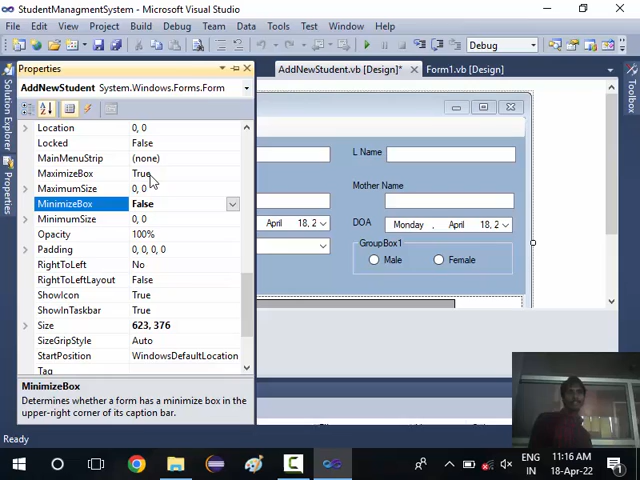 StudentManagmentSystem - Microsoft Visual Studio
File Edit View Project Build Debug Team Data Tools Test Window Help
Debug
Properties
AddNewStudent System.Windows.Forms.Form
AddNewStudent.vb [Design]*
Form1.vb [Design]
Solution Explorer
Properties
Toolbox
Location 0, 0
Locked False
MainMenuStrip (none)
MaximizeBox True
MaximumSize 0, 0
MinimizeBox False
MinimumSize 0, 0
Opacity 100%
Padding 0, 0, 0, 0
RightToLeft No
RightToLeftLayout False
ShowIcon True
ShowInTaskbar True
Size 623, 376
SizeGripStyle Auto
StartPosition WindowsDefaultLocation
Tag
MinimizeBox
Determines whether a form has a minimize box in the
upper-right corner of its caption bar.
L Name
Mother Name
April 18, 2
DOA Monday , April 18, 2
GroupBox1
Male Female
Ready
11:16 AM
ENG
IN
18-Apr-22